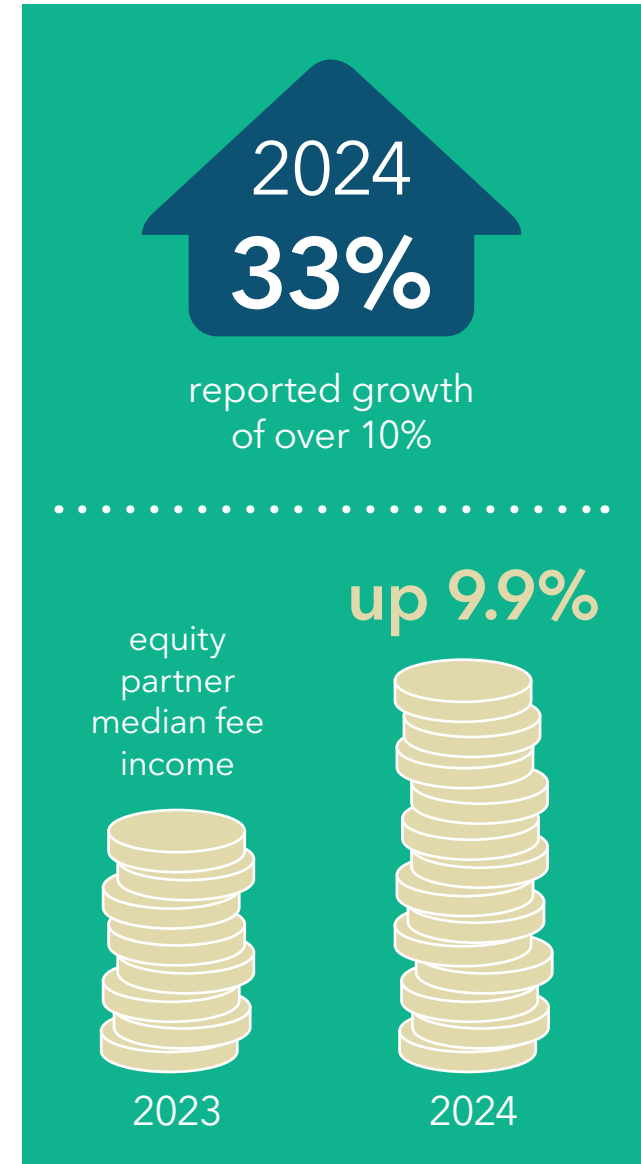 2024
33%
reported growth
of over 10%
equity
partner
median fee
income
up 9.9%
2023
2024